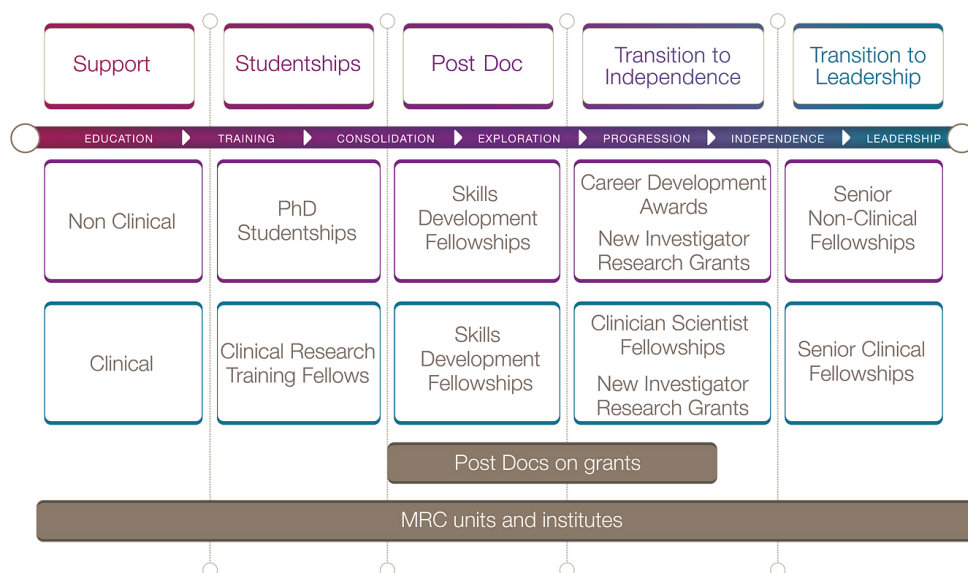 Support
Studentships
Post Doc
Transition to
Independence
Transition to
Leadership
EDUCATION
TRAINING
CONSOLIDATION
EXPLORATION
PROGRESSION
INDEPENDENCE
LEADERSHIP
Non Clinical
PhD
Studentships
Skills
Development
Fellowships
Career Development
Awards
New Investigator
Research Grants
Senior
Non-Clinical
Fellowships
Clinical
Clinical Research
Training Fellows
Skills
Development
Fellowships
Clinician Scientist
Fellowships
New Investigator
Research Grants
Senior Clinical
Fellowships
Post Docs on grants
MRC units and institutes